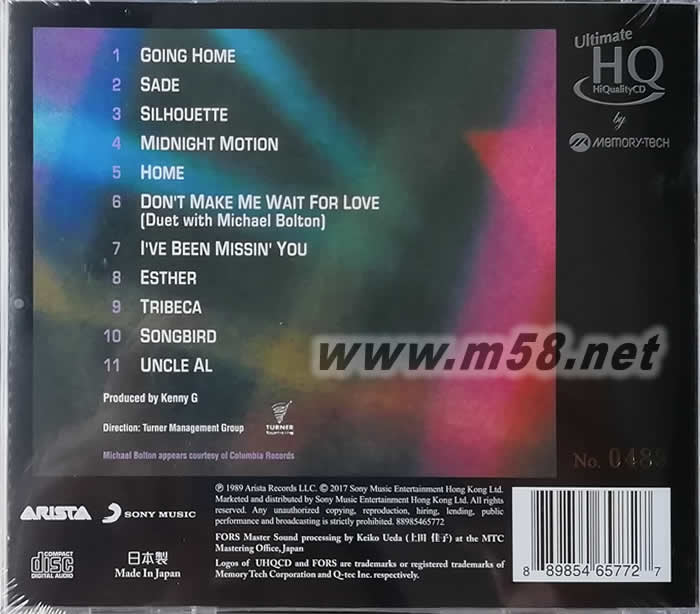 1 GOING HOME
2 SADE
3 SILHOUETTE
4 MIDNIGHT MOTION
5 HOME
6 DON'T MAKE ME WAIT FOR LOVE
(Duet with Michael Bolton)
7 I'VE BEEN MISSIN' YOU
8 ESTHER
9 TRIBECA
10 SONGBIRD
11 UNCLE AL
Produced by Kenny G
Direction: Turner Management Group
TURNER
Michael Bolton appears courtesy of Columbia Records
Ultimate
HQ
HiQualityCD
by
MEMORY-TECH
www.m58.net
No. 048
ARISTA
SONY MUSIC
℗ 1989 Arista Records LLC. © 2017 Sony Music Entertainment Hong Kong Ltd.
Marketed and distributed by Sony Music Entertainment Hong Kong Ltd. All rights reserved.
Any unauthorized copying, reproduction, hiring, lending, public
performance and broadcasting is strictly prohibited. 88985465772
FORS Master Sound processing by Keiko Ueda (上田 佳子) at the MTC
Mastering Office, Japan
Logos of UHQCD and FORS are trademarks or registered trademarks of
Memory Tech Corporation and Q-tec Inc. respectively.
COMPACT
disc
DIGITAL AUDIO
日本製
Made In Japan
8 89854 65772 7